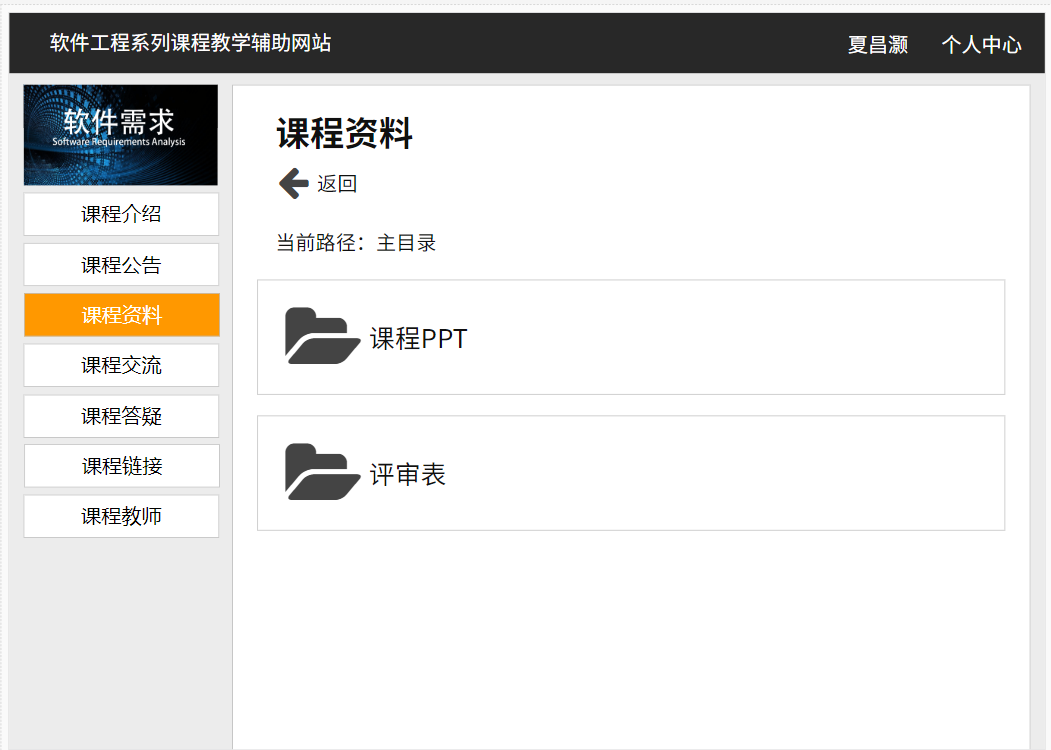 软件工程系列课程教学辅助网站
夏昌灏 个人中心
软件需求
Software Requirements Analysis
课程介绍
课程公告
课程资料
课程交流
课程答疑
课程链接
课程教师
课程资料
返回
当前路径：主目录
课程PPT
评审表